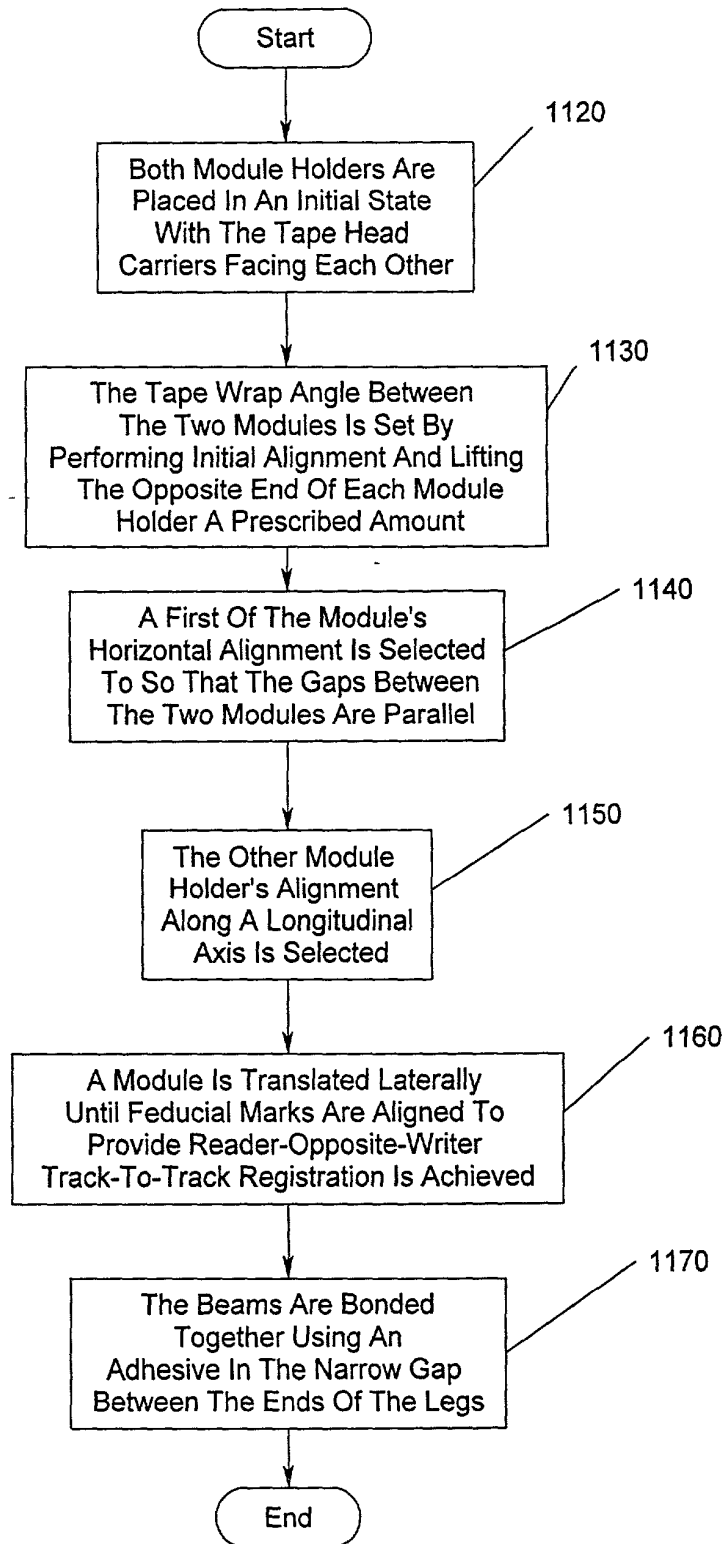 Start
1120
Both Module Holders Are
Placed In An Initial State
With The Tape Head
Carriers Facing Each Other
1130
The Tape Wrap Angle Between
The Two Modules Is Set By
Performing Initial Alignment And Lifting
The Opposite End Of Each Module
Holder A Prescribed Amount
1140
A First Of The Module's
Horizontal Alignment Is Selected
To So That The Gaps Between
The Two Modules Are Parallel
1150
The Other Module
Holder's Alignment
Along A Longitudinal
Axis Is Selected
1160
A Module Is Translated Laterally
Until Feducial Marks Are Aligned To
Provide Reader-Opposite-Writer
Track-To-Track Registration Is Achieved
1170
The Beams Are Bonded
Together Using An
Adhesive In The Narrow Gap
Between The Ends Of The Legs
End